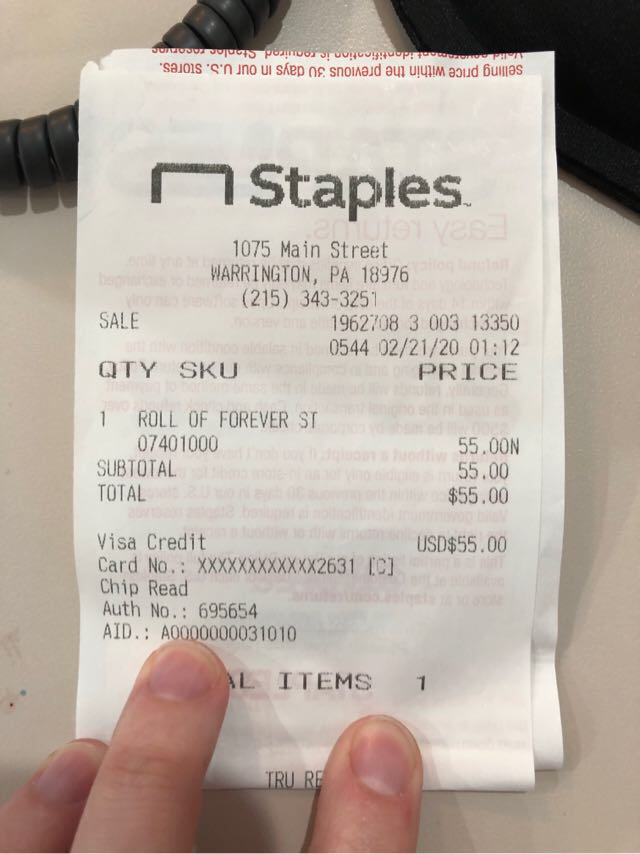 selling price within the previous 30 days in our U.S. stores.
Staples
1075 Main Street
WARRINGTON, PA 18976
(215) 343-3251
SALE 1962708 3 003 13350
0544 02/21/20 01:12
QTY SKU PRICE
1 ROLL OF FOREVER ST
07401000 55.00N
SUBTOTAL 55.00
TOTAL $55.00
Visa Credit USD$55.00
Card No.: XXXXXXXXXXXX2631 [C]
Chip Read
Auth No.: 695654
AID.: A0000000031010
ITEMS 1
TRU